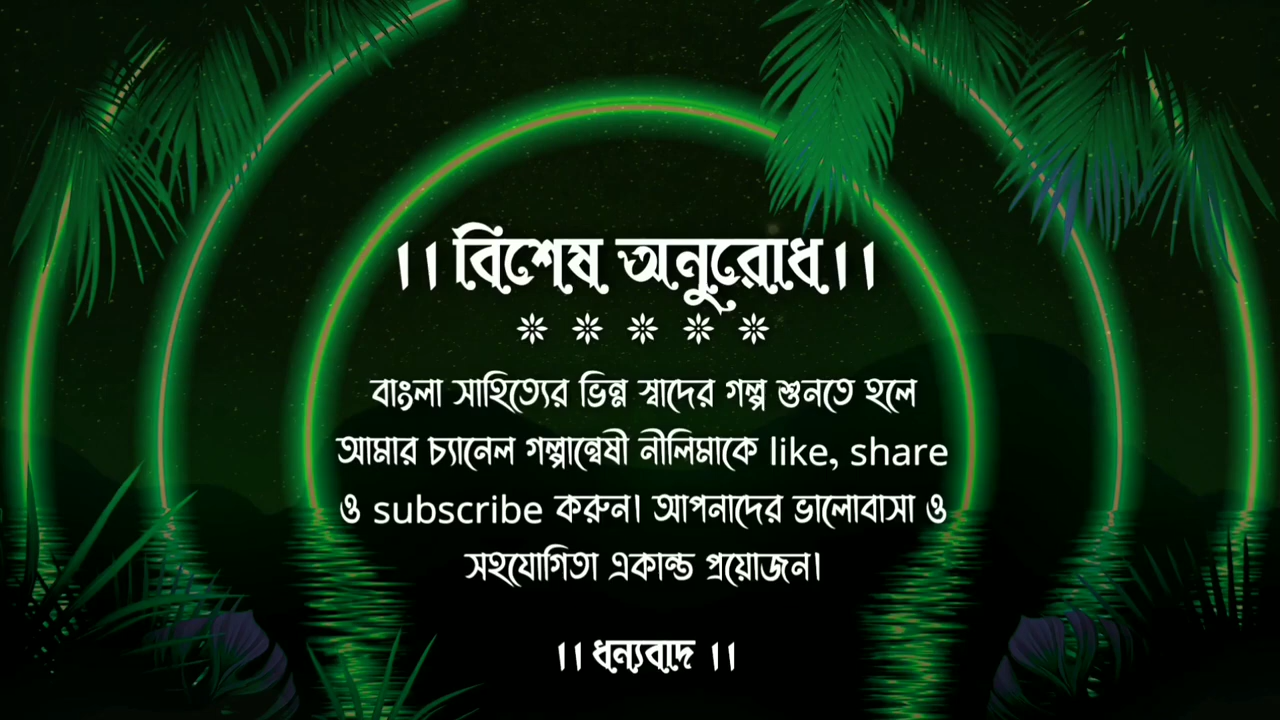 ।। বিশেষ অনুরোধ ।।
বাংলা সাহিত্যের ভিন্ন স্বাদের গল্প শুনতে হলে
আমার চ্যানেল গল্পান্বেষী নীলিমাকে like, share
ও subscribe করুন। আপনাদের ভালোবাসা ও
সহযোগিতা একান্ত প্রয়োজন।
।। ধন্যবাদ ।।